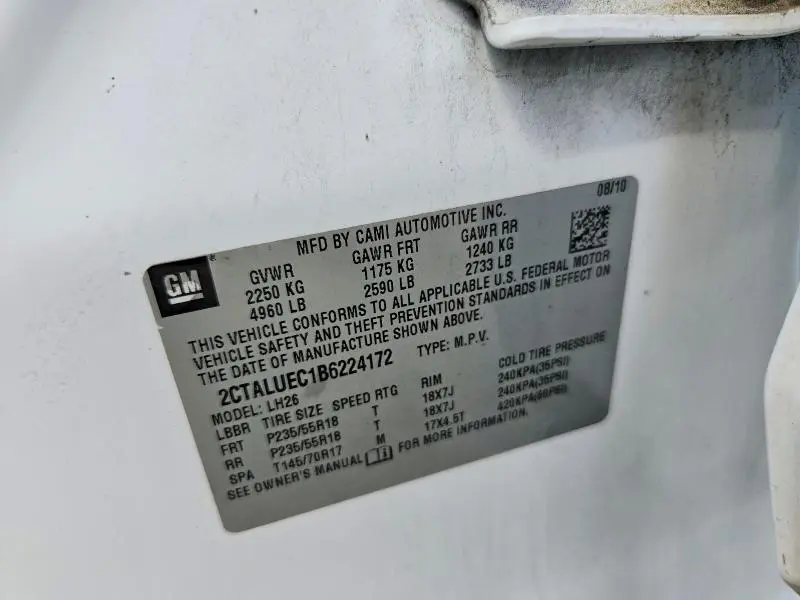 08/10
MFD BY CAMI AUTOMOTIVE INC.
GM
GVWR GAWR FRT GAWR RR
2250 KG 1175 KG 1240 KG
4960 LB 2590 LB 2733 LB
THIS VEHICLE CONFORMS TO ALL APPLICABLE U.S. FEDERAL MOTOR
VEHICLE SAFETY AND THEFT PREVENTION STANDARDS IN EFFECT ON
THE DATE OF MANUFACTURE SHOWN ABOVE.
2CTALUEC1B6224172 TYPE: M.P.V.
MODEL: LH26
LBBR TIRE SIZE SPEED RTG RIM COLD TIRE PRESSURE
FRT P235/55R18 T 18X7J 240KPA(35PSI)
RR P235/55R18 T 18X7J 240KPA(35PSI)
SPA T145/70R17 M 17X4.5T 420KPA(60PSI)
SEE OWNER'S MANUAL FOR MORE INFORMATION.